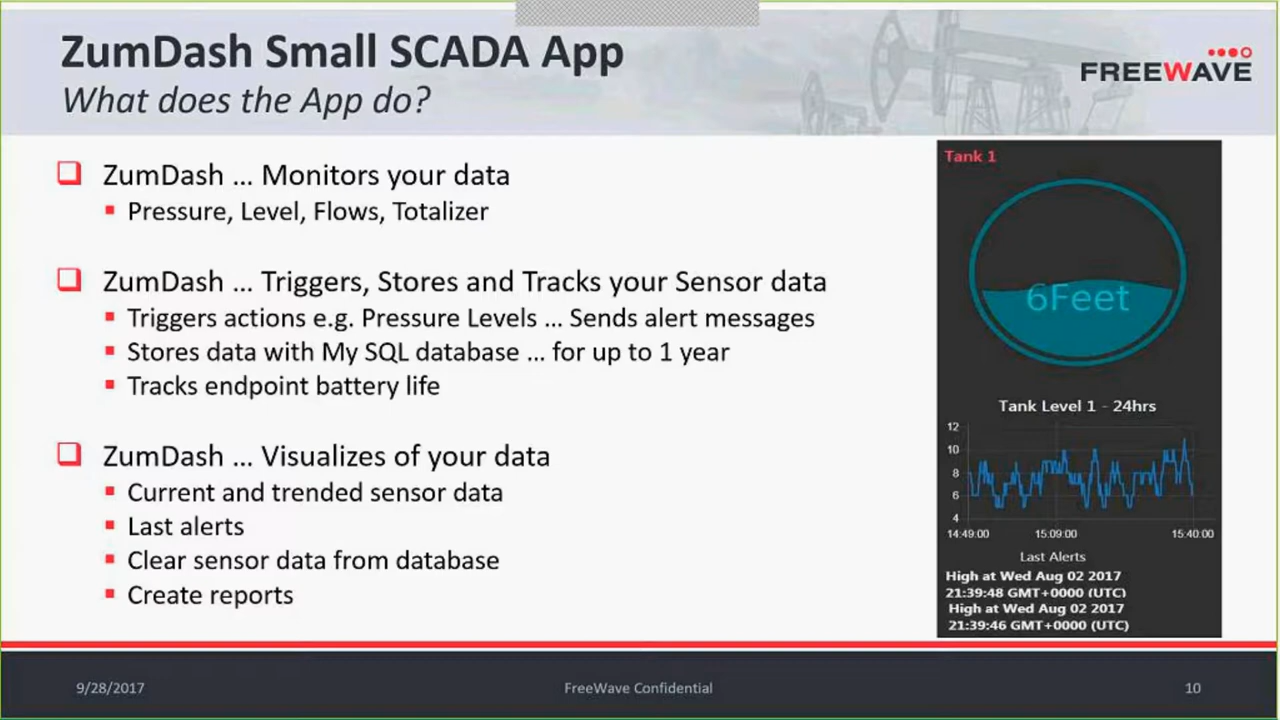 ZumDash Small SCADA App
What does the App do?
FREEWAVE
ZumDash ... Monitors your data
Pressure, Level, Flows, Totalizer
ZumDash ... Triggers, Stores and Tracks your Sensor data
Triggers actions e.g. Pressure Levels ... Sends alert messages
Stores data with My SQL database ... for up to 1 year
Tracks endpoint battery life
ZumDash ... Visualizes of your data
Current and trended sensor data
Last alerts
Clear sensor data from database
Create reports
Tank 1
6Feet
Tank Level 1 - 24hrs
12
10
8
6
4
14:49:00 15:09:00 15:40:00
Last Alerts
High at Wed Aug 02 2017
21:39:48 GMT+0000 (UTC)
High at Wed Aug 02 2017
21:39:46 GMT+0000 (UTC)
9/28/2017 FreeWave Confidential 10